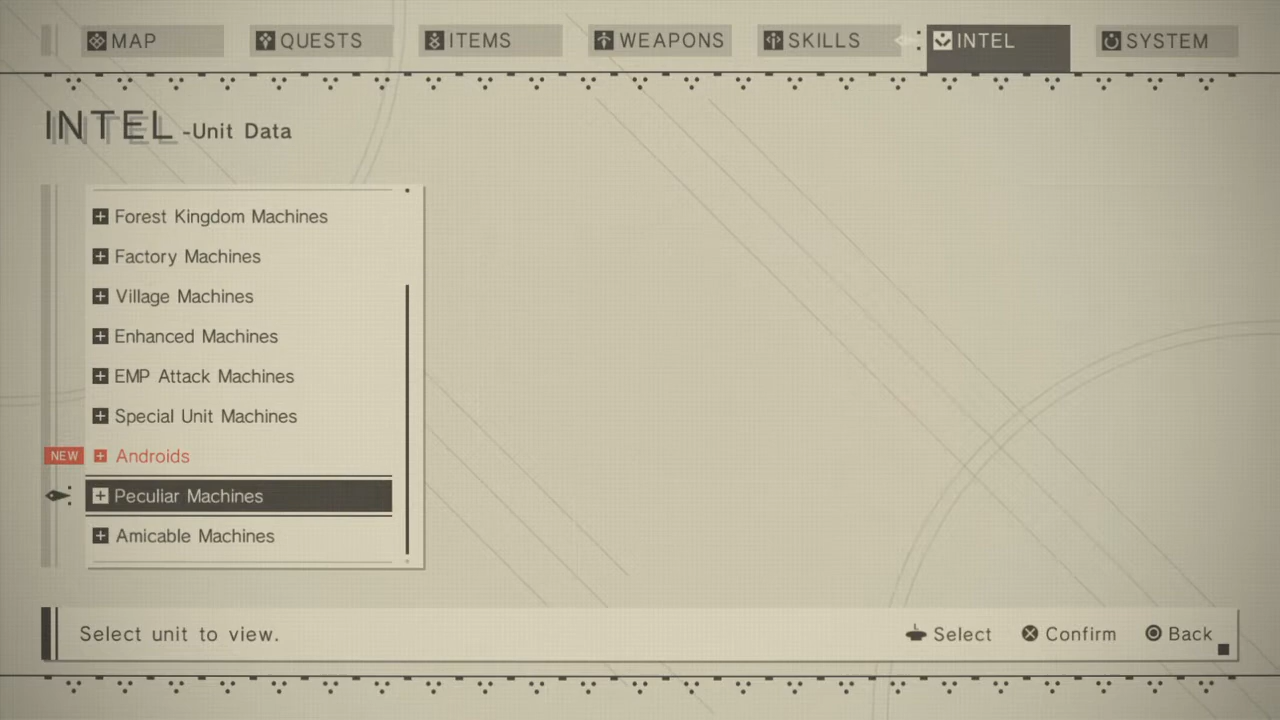 MAP
QUESTS
ITEMS
WEAPONS
SKILLS
INTEL
SYSTEM
INTEL -Unit Data
Forest Kingdom Machines
Factory Machines
Village Machines
Enhanced Machines
EMP Attack Machines
Special Unit Machines
NEW Androids
Peculiar Machines
Amicable Machines
Select unit to view.
Select
Confirm
Back